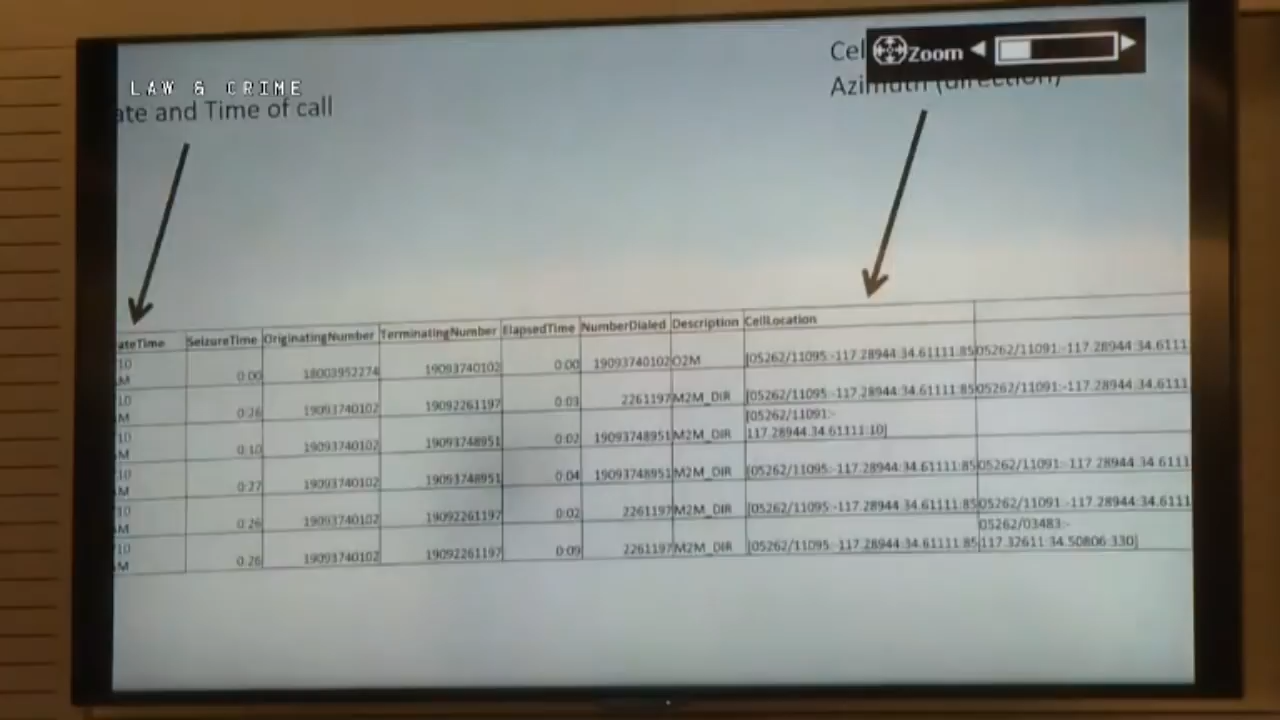 Cel Zoom
LAW & CRIME
ate and Time of call
Azimuth (direction)
ateTime SeizureTime OriginatingNumber TerminatingNumber ElapsedTime NumberDialed Description CellLocation
10
M 0:00 18003952274 19093740102 0:00 19093740102 O2M [05262/11095:-117.28944:34.61111:85 05262/11091:-117.28944:34.6111
10
M 0:26 19093740102 19092261197 0:03 2261197 M2M_DIR [05262/11095:-117.28944:34.61111:85 05262/11091:-117.28944:34.6111
10 [05262/11091:-
M 0:10 19093740102 19093748951 0:02 19093748951 M2M_DIR 117.28944:34.61111:10]
10
M 0:27 19093740102 19093748951 0:04 19093748951 M2M_DIR [05262/11095:-117.28944:34.61111:85 05262/11091:-117.28944:34.6111
10
M 0:26 19093740102 19092261197 0:02 2261197 M2M_DIR [05262/11095:-117.28944:34.61111:85 05262/11091:-117.28944:34.6111
10 05262/03483:-
M 0:26 19093740102 19092261197 0:09 2261197 M2M_DIR [05262/11095:-117.28944:34.61111:85 117.32611:34.50806:330]